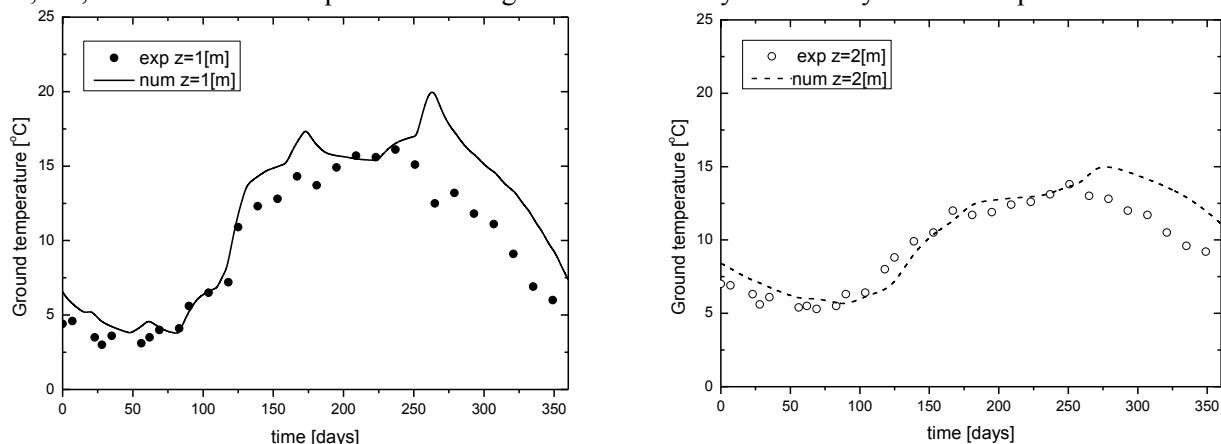 exp z=1[m]
num z=1[m]
Ground temperature [°C]
25
20
15
10
5
0
0 50 100 150 200 250 300 350
time [days]
exp z=2[m]
num z=2[m]
Ground temperature [°C]
25
20
15
10
5
0
0 50 100 150 200 250 300 350
time [days]